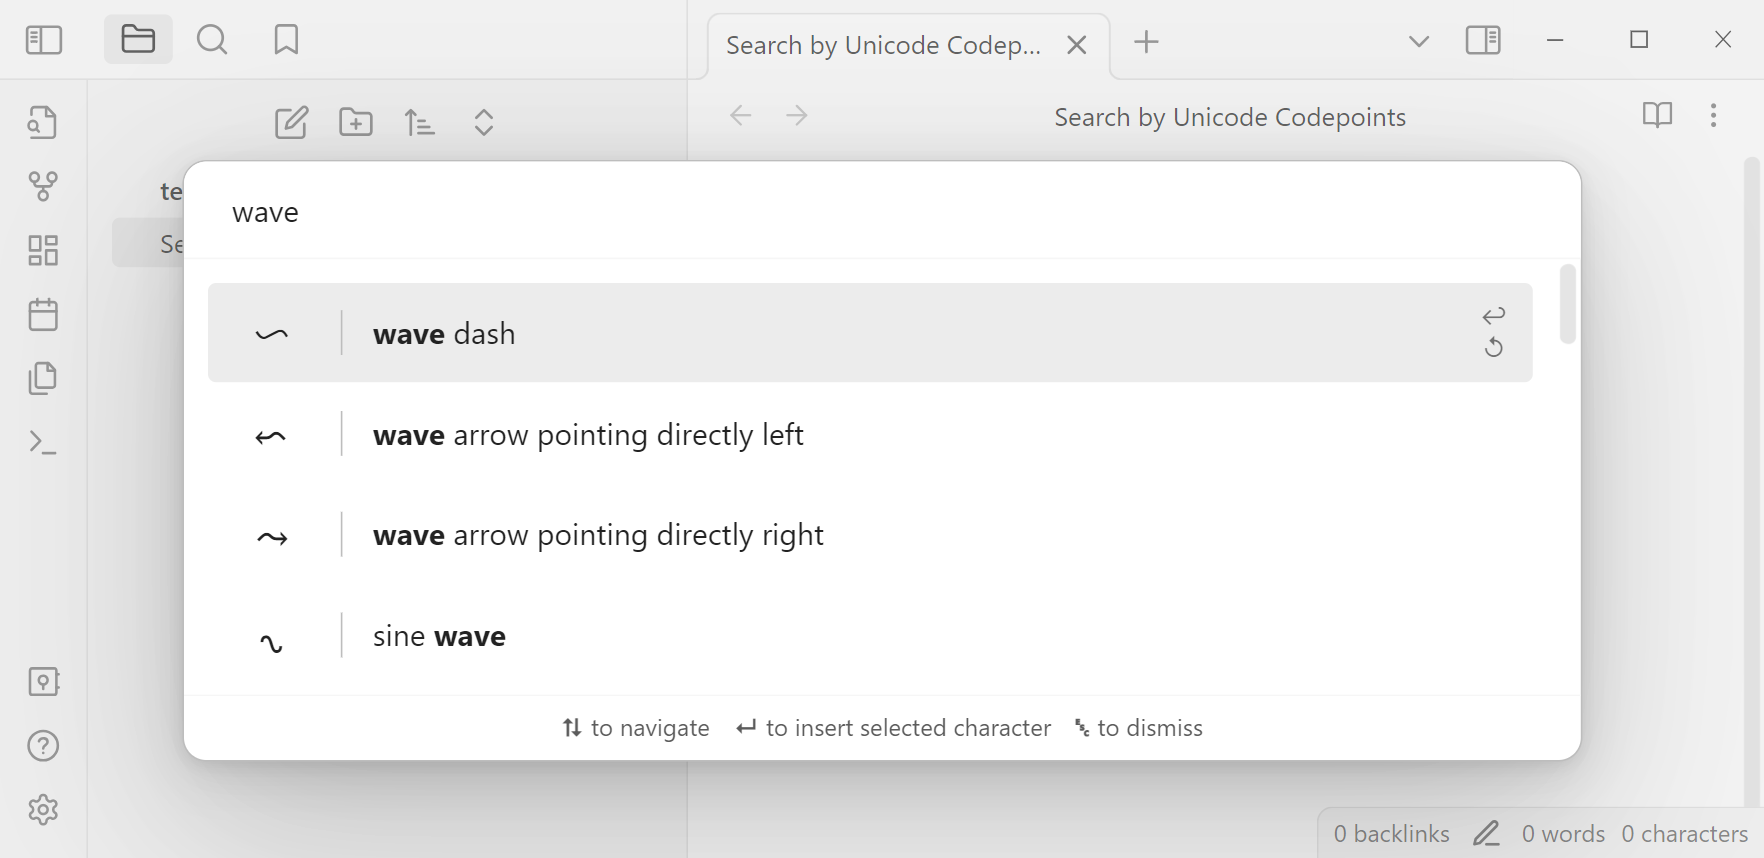 Search by Unicode Codep...
Search by Unicode Codepoints
te
Se
wave
wave dash
wave arrow pointing directly left
wave arrow pointing directly right
sine wave
to navigate to insert selected character esc to dismiss
0 backlinks 0 words 0 characters